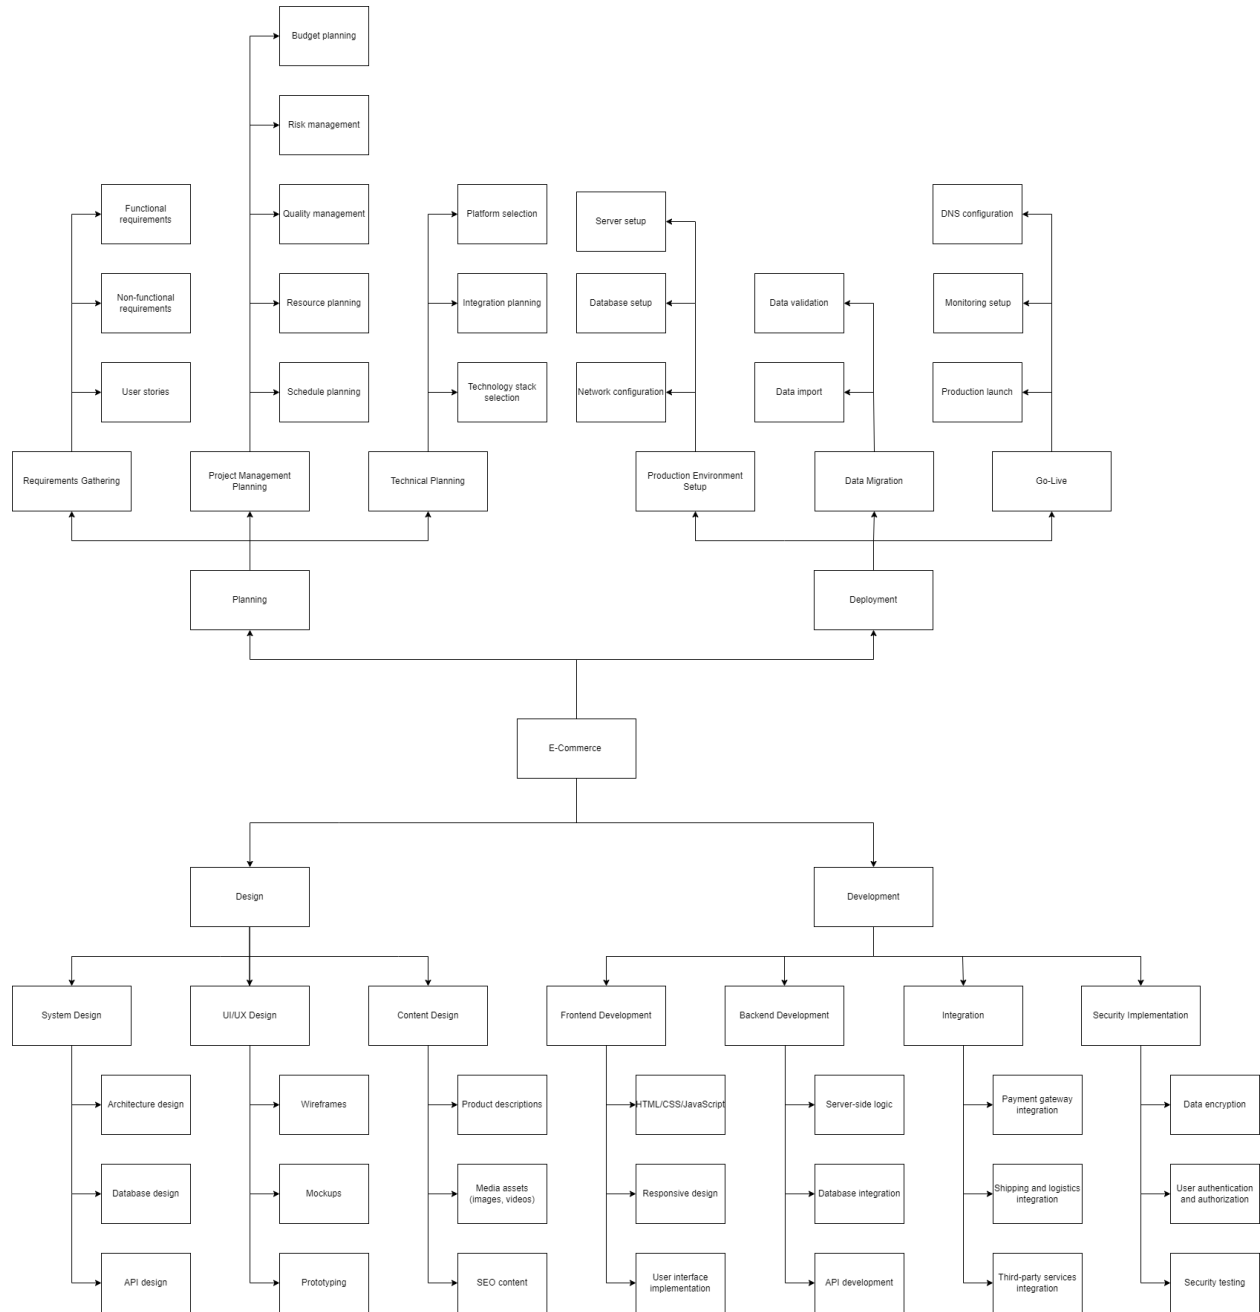 Budget planning
Risk management
Functional
requirements
Quality management
Platform selection
Server setup
DNS configuration
Non-functional
requirements
Resource planning
Integration planning
Database setup
Data validation
Monitoring setup
User stories
Schedule planning
Technology stack
selection
Network configuration
Data import
Production launch
Requirements Gathering
Project Management
Planning
Technical Planning
Production Environment
Setup
Data Migration
Go-Live
Planning
Deployment
E-Commerce
Design
Development
System Design
UI/UX Design
Content Design
Frontend Development
Backend Development
Integration
Security Implementation
Architecture design
Wireframes
Product descriptions
HTML/CSS/JavaScript
Server-side logic
Payment gateway
integration
Data encryption
Database design
Mockups
Media assets
(images, videos)
Responsive design
Database integration
Shipping and logistics
integration
User authentication
and authorization
API design
Prototyping
SEO content
User interface
implementation
API development
Third-party services
integration
Security testing